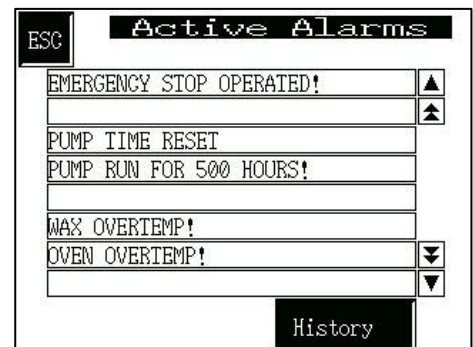 ESC
Active Alarms
EMERGENCY STOP OPERATED!
PUMP TIME RESET
PUMP RUN FOR 500 HOURS!
WAX OVERTEMP!
OVEN OVERTEMP!
History